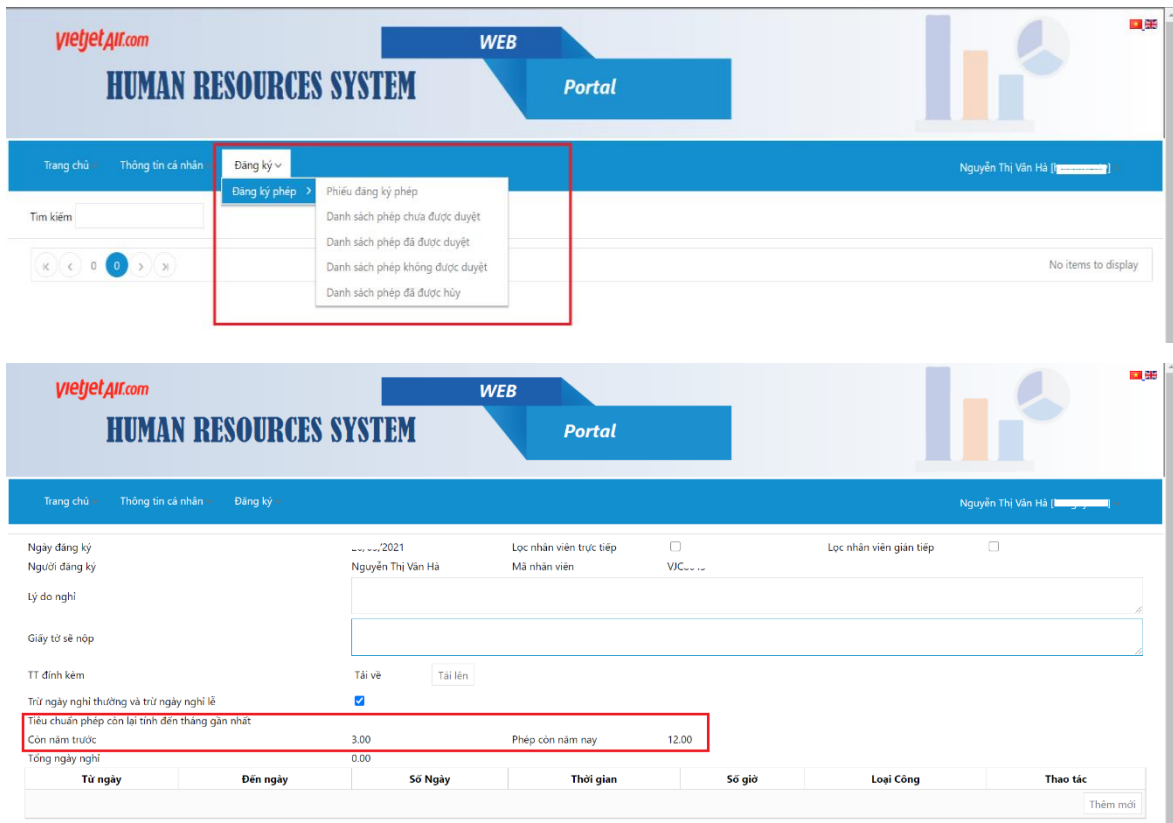 vietjetAir.com
WEB
HUMAN RESOURCES SYSTEM
Portal
Trang chủ Thông tin cá nhân Đăng ký Nguyễn Thị Vân Hà [
Đăng ký phép Phiếu đăng ký phép
Tìm kiếm Danh sách phép chưa được duyệt
Danh sách phép đã được duyệt
0 0 Danh sách phép không được duyệt No items to display
Danh sách phép đã được hủy
vietjetAir.com
WEB
HUMAN RESOURCES SYSTEM
Portal
Trang chủ Thông tin cá nhân Đăng ký Nguyễn Thị Vân Hà [
Ngày đăng ký /2021 Lọc nhân viên trực tiếp Lọc nhân viên gián tiếp
Người đăng ký Nguyễn Thị Vân Hà Mã nhân viên
Lý do nghỉ
Giấy tờ sẽ nộp
TT đính kèm Tải về Tải lên
Trừ ngày nghỉ thường và trừ ngày nghỉ lễ
Tiêu chuẩn phép còn lại tính đến tháng gần nhất
Còn năm trước 3.00 Phép còn năm nay 12.00
Tổng ngày nghỉ 0.00
Từ ngày Đến ngày Số Ngày Thời gian Số giờ Loại Công Thao tác
Thêm mới